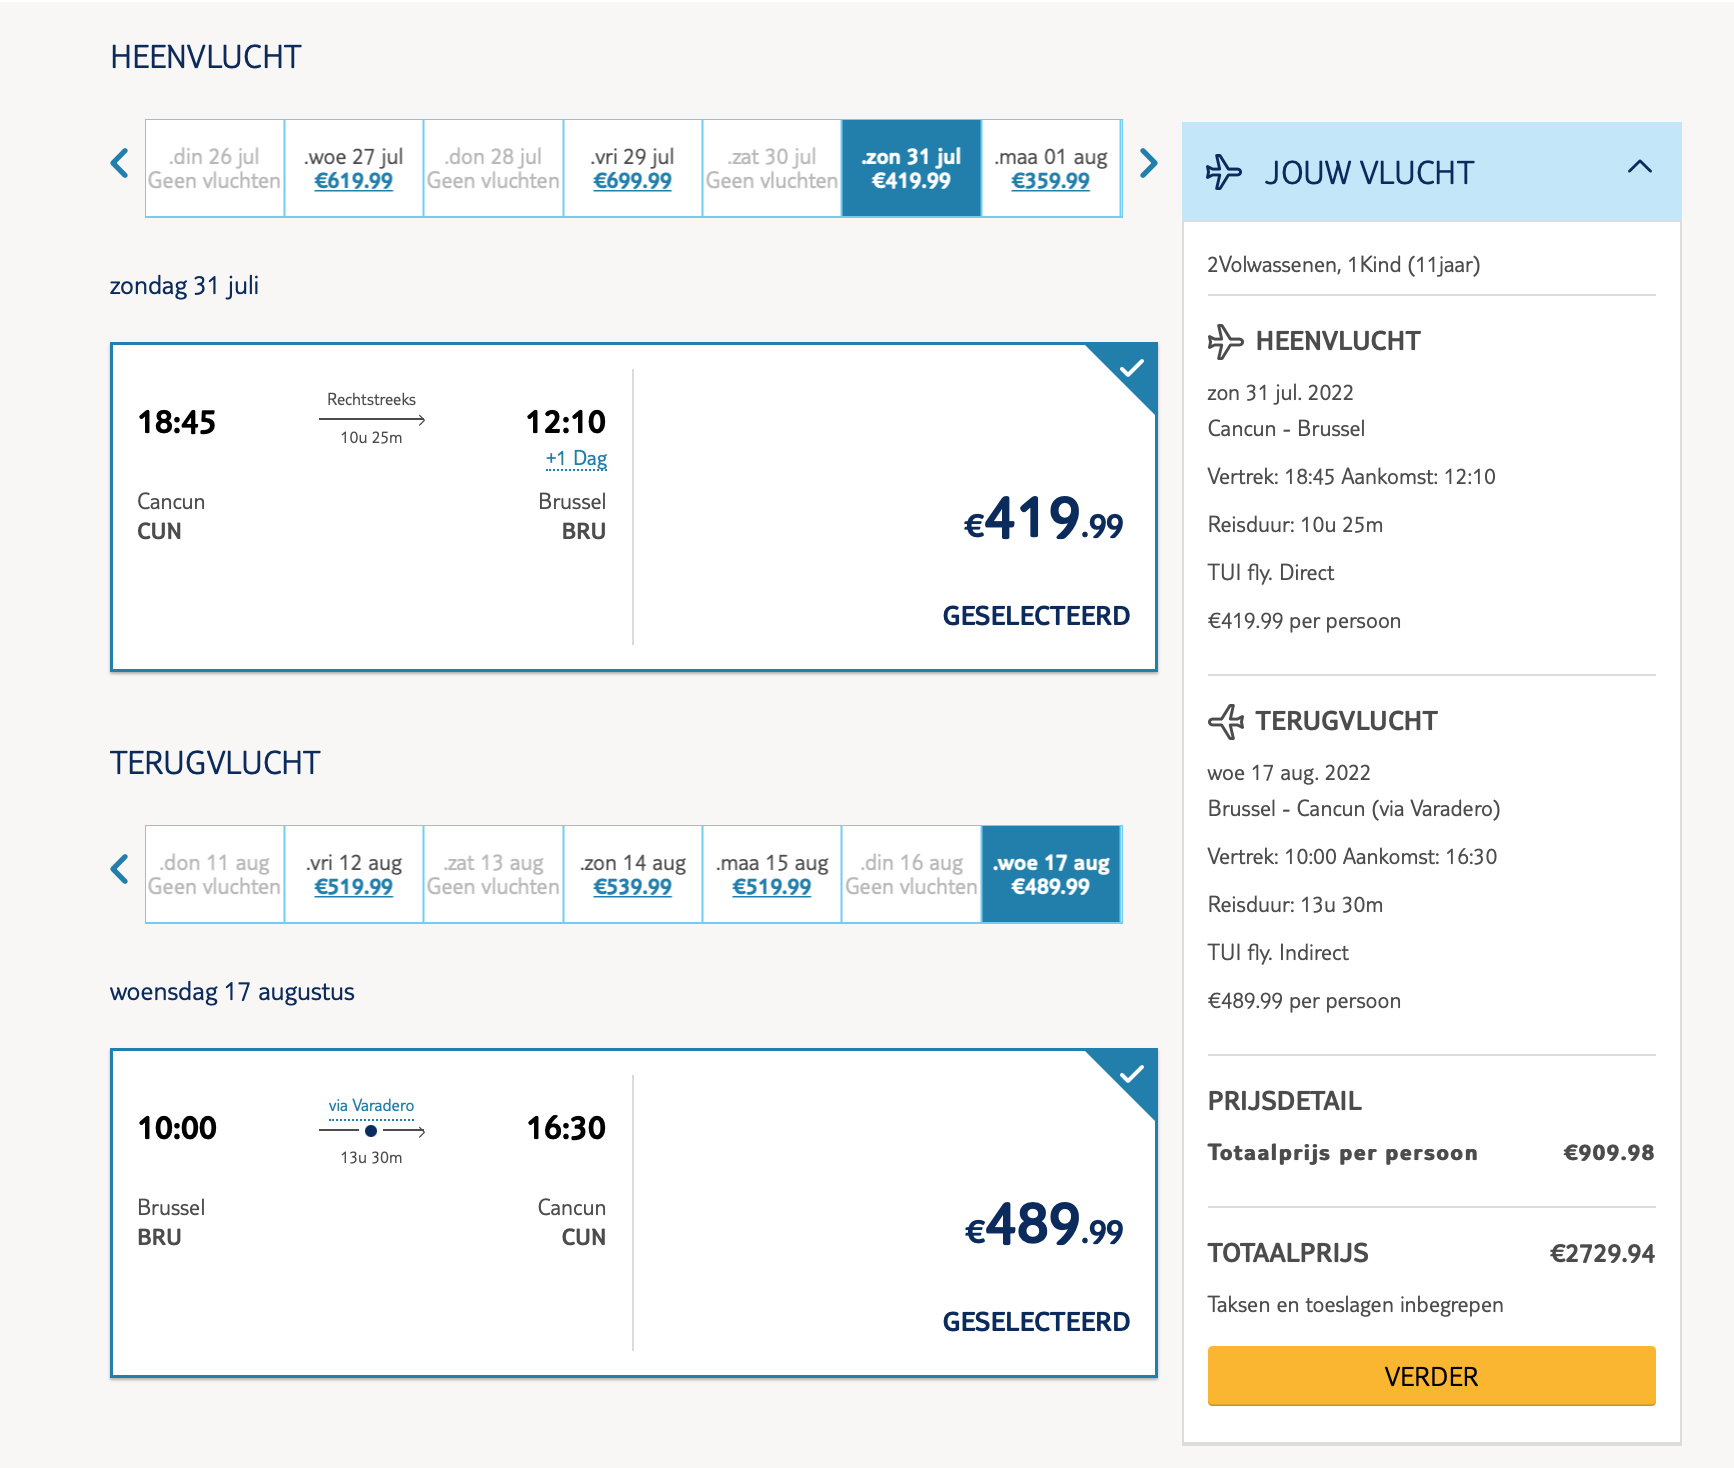 HEENVLUCHT
.din 26 jul
Geen vluchten
.woe 27 jul
€619.99
.don 28 jul
Geen vluchten
.vri 29 jul
€699.99
.zat 30 jul
Geen vluchten
.zon 31 jul
€419.99
.maa 01 aug
€359.99
zondag 31 juli
18:45
Rechtstreeks
10u 25m
12:10
+1 Dag
Cancun
CUN
Brussel
BRU
€419.99
GESELECTEERD
TERUGVLUCHT
.don 11 aug
Geen vluchten
.vri 12 aug
€519.99
.zat 13 aug
Geen vluchten
.zon 14 aug
€539.99
.maa 15 aug
€519.99
.din 16 aug
Geen vluchten
.woe 17 aug
€489.99
woensdag 17 augustus
10:00
via Varadero
13u 30m
16:30
Brussel
BRU
Cancun
CUN
€489.99
GESELECTEERD
JOUW VLUCHT
2Volwassenen, 1Kind (11jaar)
HEENVLUCHT
zon 31 jul. 2022
Cancun - Brussel
Vertrek: 18:45 Aankomst: 12:10
Reisduur: 10u 25m
TUI fly. Direct
€419.99 per persoon
TERUGVLUCHT
woe 17 aug. 2022
Brussel - Cancun (via Varadero)
Vertrek: 10:00 Aankomst: 16:30
Reisduur: 13u 30m
TUI fly. Indirect
€489.99 per persoon
PRIJSDETAIL
Totaalprijs per persoon €909.98
TOTAALPRIJS €2729.94
Taksen en toeslagen inbegrepen
VERDER